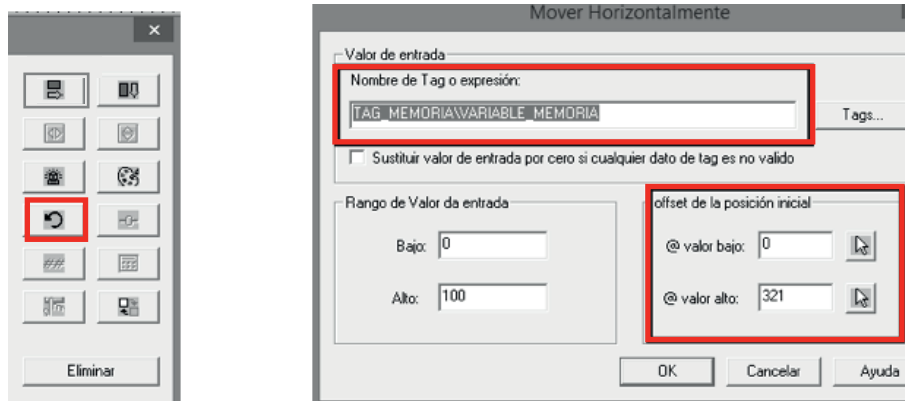 Eliminar
Mover Horizontalmente
Valor de entrada
Nombre de Tag o expresión:
TAG_MEMORIA\VARIABLE_MEMORIA
Tags...
Sustituir valor de entrada por cero si cualquier dato de tag es no valido
Rango de Valor da entrada
Bajo: 0
Alto: 100
offset de la posición inicial
@ valor bajo: 0
@ valor alto: 321
OK Cancelar Ayuda